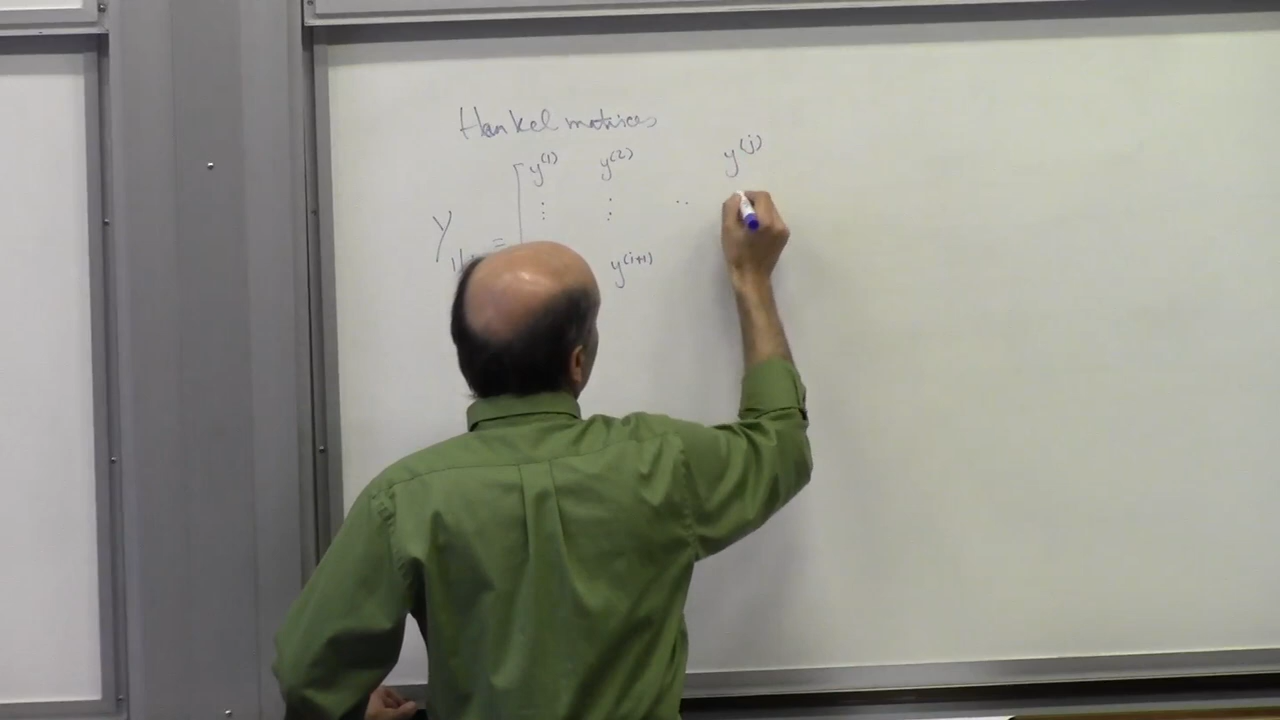 Hankel matrices
y(1) y(2) y(j)
⋮ ⋮ ..
Y =
y(i+1)